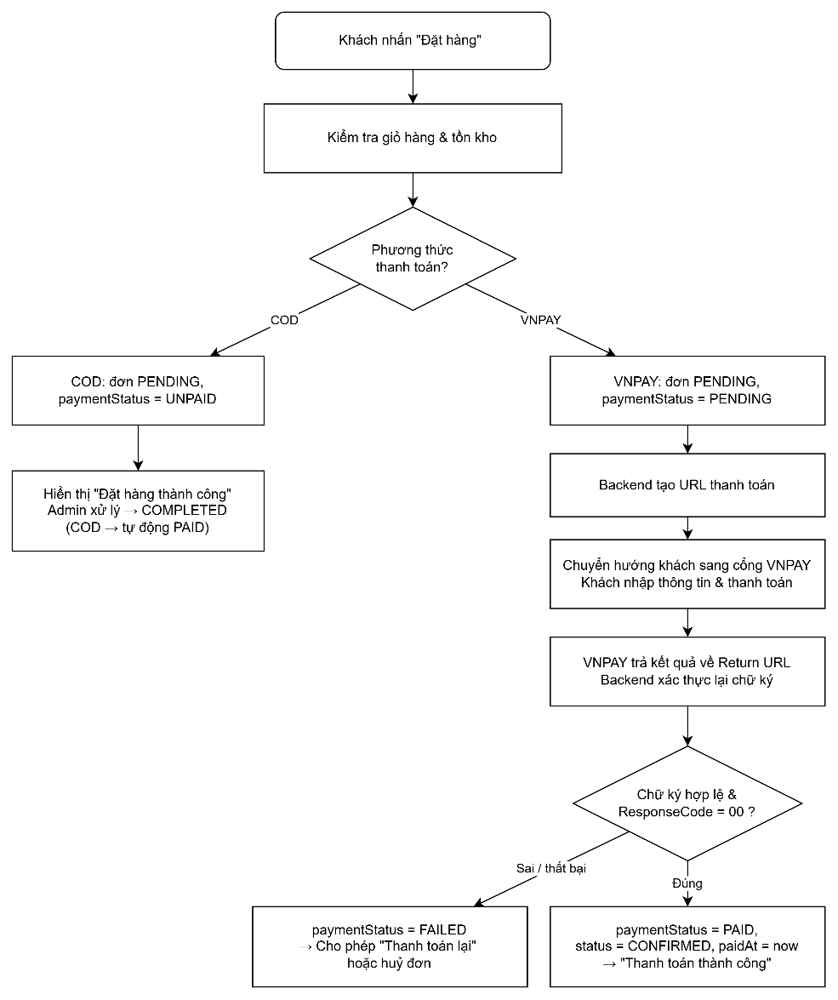 Khách nhấn "Đặt hàng"
Kiểm tra giỏ hàng & tồn kho
Phương thức
thanh toán?
COD
VNPAY
COD: đơn PENDING,
paymentStatus = UNPAID
VNPAY: đơn PENDING,
paymentStatus = PENDING
Hiển thị "Đặt hàng thành công"
Admin xử lý → COMPLETED
(COD → tự động PAID)
Backend tạo URL thanh toán
Chuyển hướng khách sang cổng VNPAY
Khách nhập thông tin & thanh toán
VNPAY trả kết quả về Return URL
Backend xác thực lại chữ ký
Chữ ký hợp lệ &
ResponseCode = 00 ?
Sai / thất bại
Đúng
paymentStatus = FAILED
→ Cho phép "Thanh toán lại"
hoặc huỷ đơn
paymentStatus = PAID,
status = CONFIRMED, paidAt = now
→ "Thanh toán thành công"